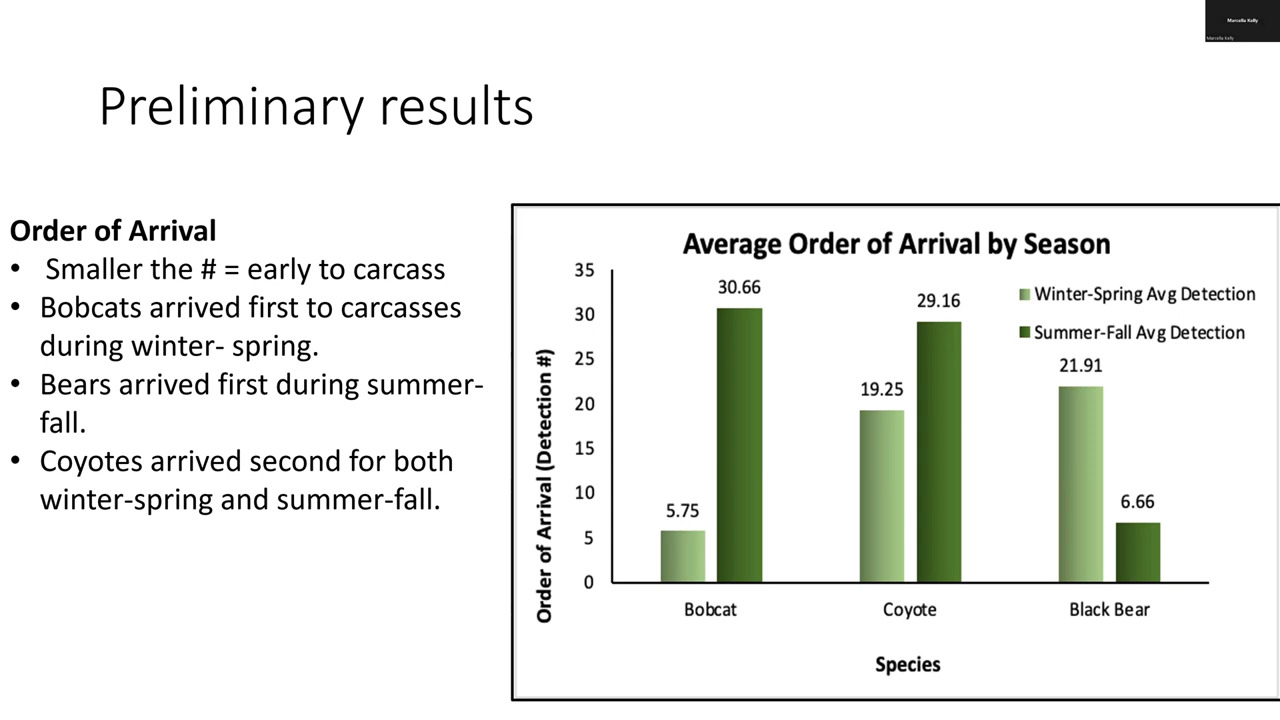 Marcella Kelly
Marcella Kelly
Preliminary results
Order of Arrival
• Smaller the # = early to carcass
• Bobcats arrived first to carcasses
during winter- spring.
• Bears arrived first during summer-
fall.
• Coyotes arrived second for both
winter-spring and summer-fall.
Average Order of Arrival by Season
Order of Arrival (Detection #)
35
30
25
20
15
10
5
0
5.75
30.66
19.25
29.16
21.91
6.66
Winter-Spring Avg Detection
Summer-Fall Avg Detection
Bobcat
Coyote
Black Bear
Species